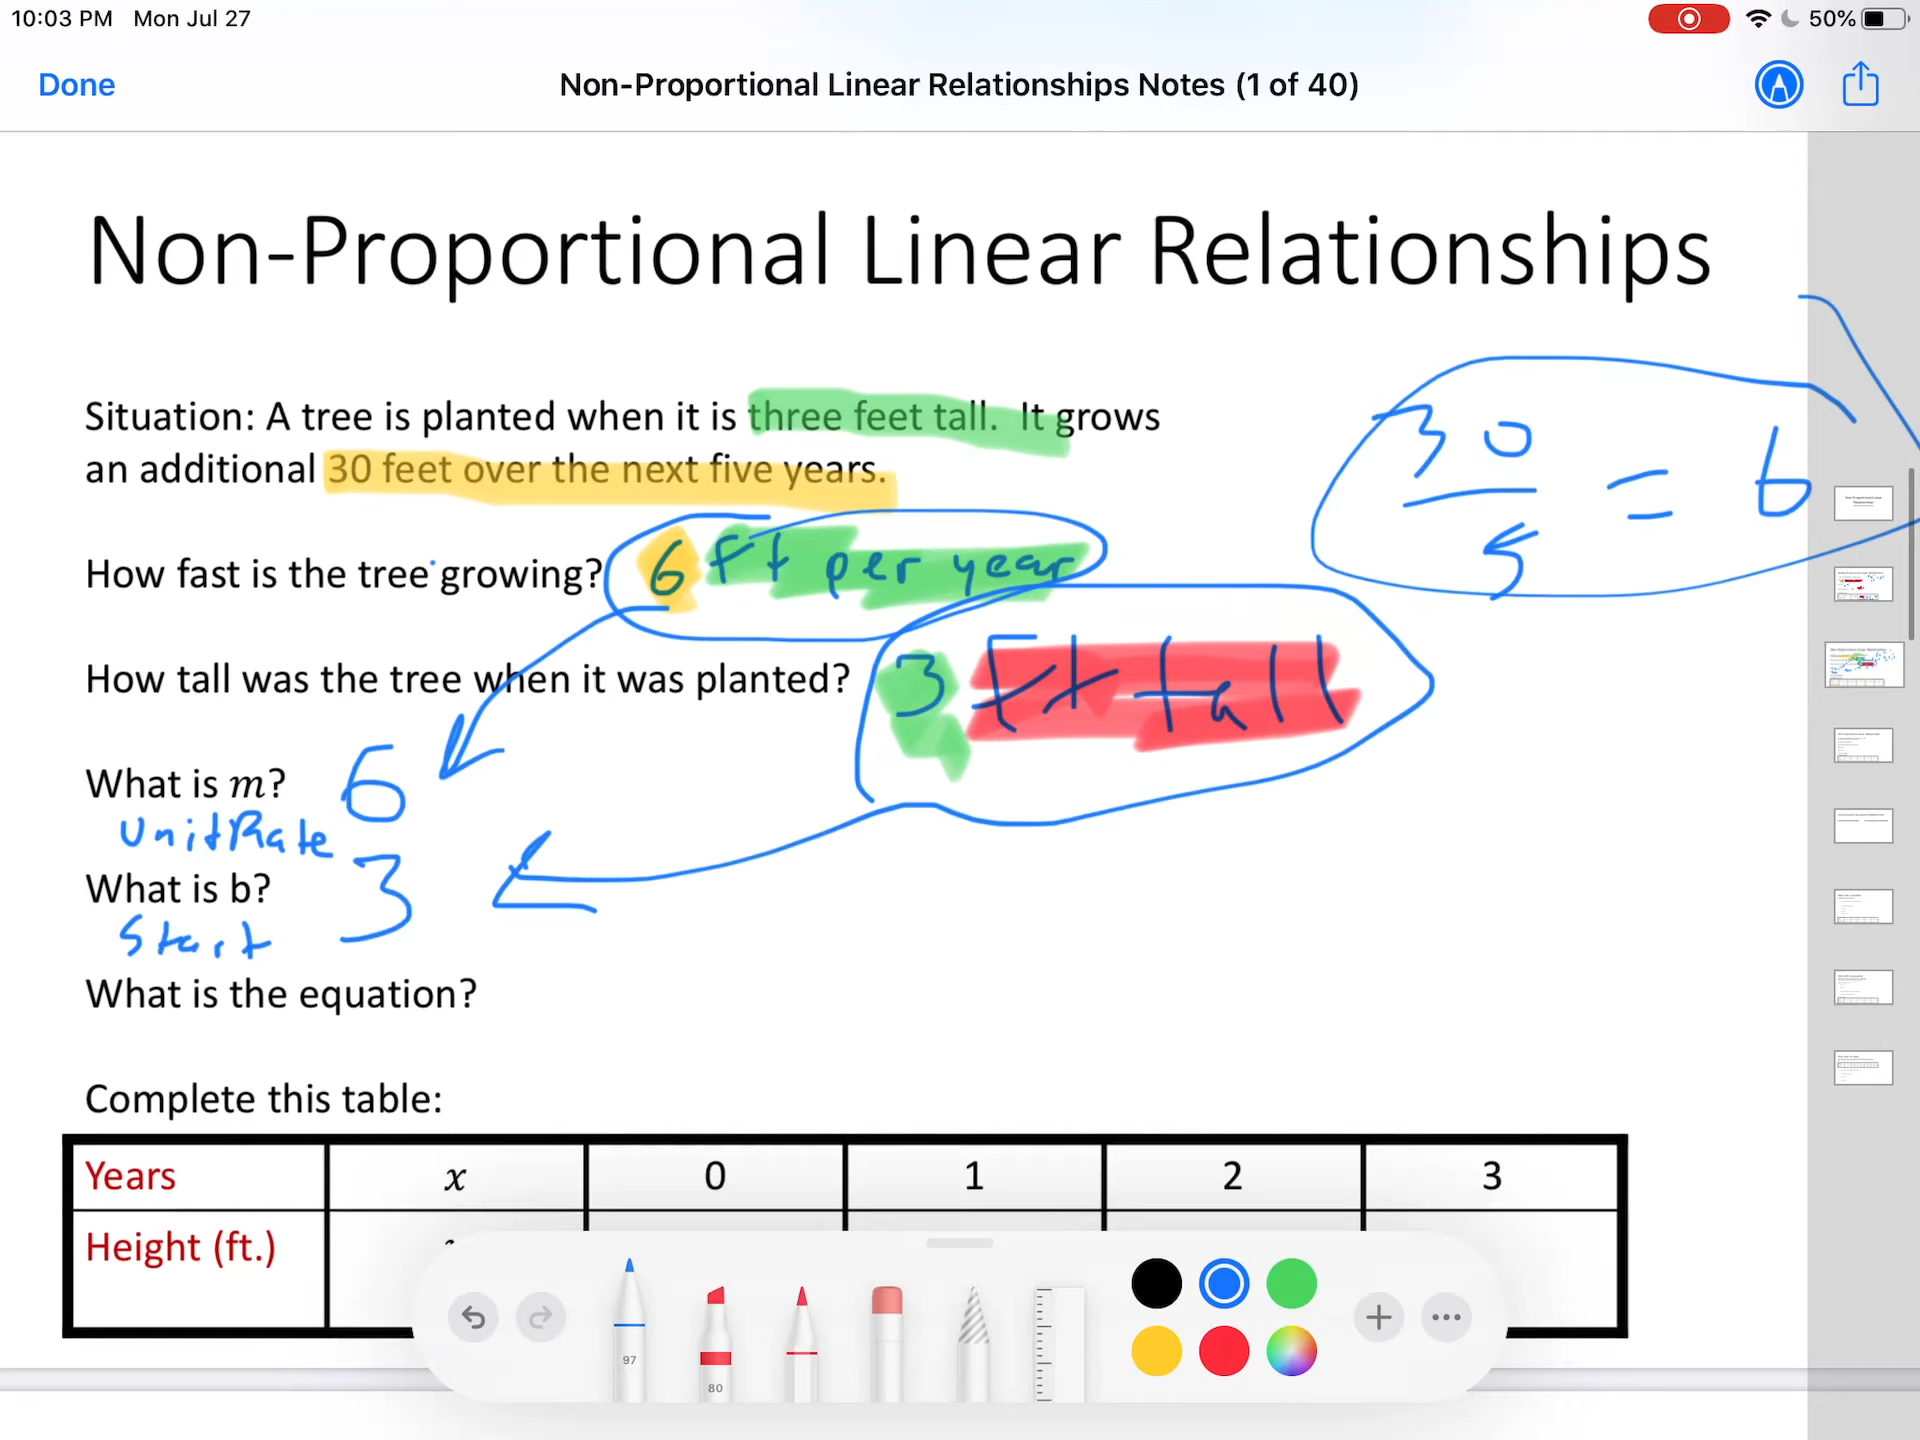 10:03 PM Mon Jul 27 50%
Done Non-Proportional Linear Relationships Notes (1 of 40)
Non-Proportional Linear Relationships
Situation: A tree is planted when it is three feet tall. It grows
an additional 30 feet over the next five years.
30
5
= 6
How fast is the tree growing? 6 ft per year
How tall was the tree when it was planted? 3 ft tall
What is m? 6
Unit Rate
What is b? 3
Start
What is the equation?
Complete this table:
Years x 0 1 2 3
Height (ft.)
97
80